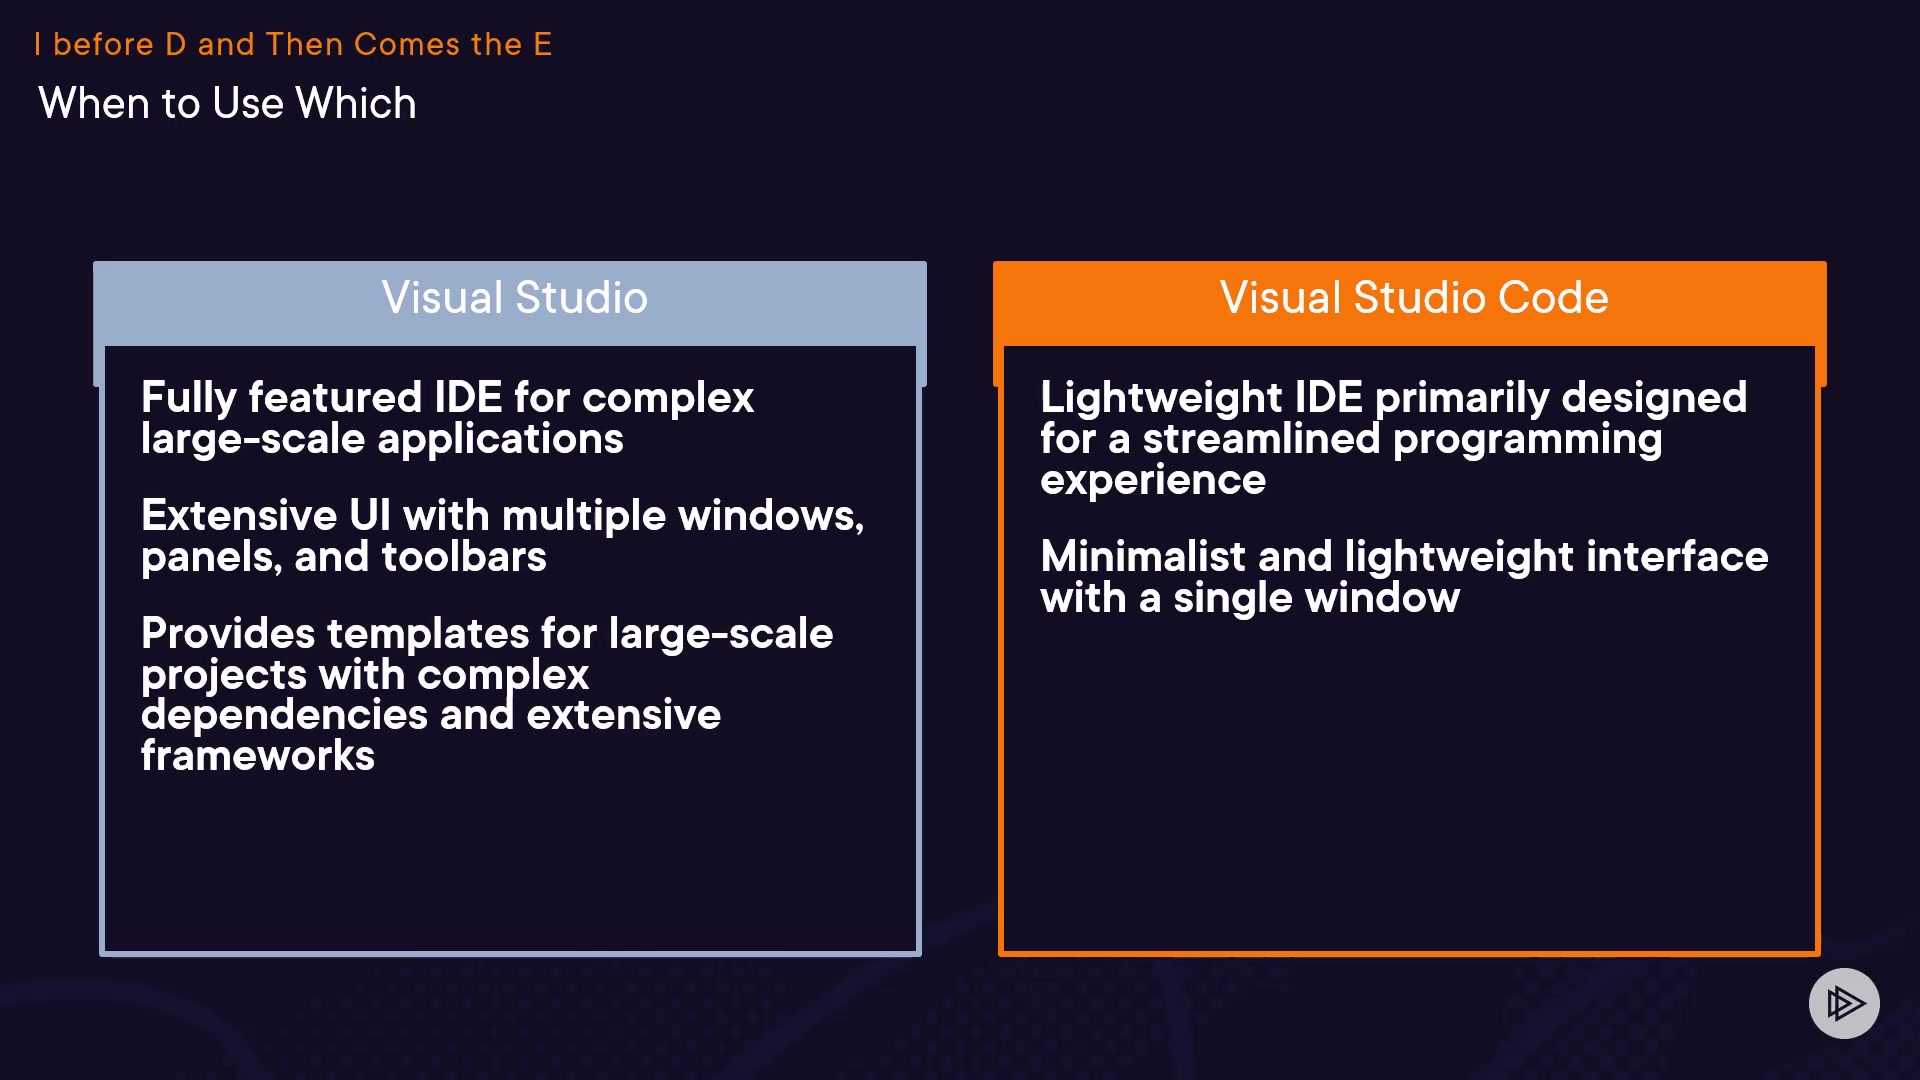 I before D and Then Comes the E
When to Use Which
Visual Studio
Fully featured IDE for complex
large-scale applications
Extensive UI with multiple windows,
panels, and toolbars
Provides templates for large-scale
projects with complex
dependencies and extensive
frameworks
Visual Studio Code
Lightweight IDE primarily designed
for a streamlined programming
experience
Minimalist and lightweight interface
with a single window